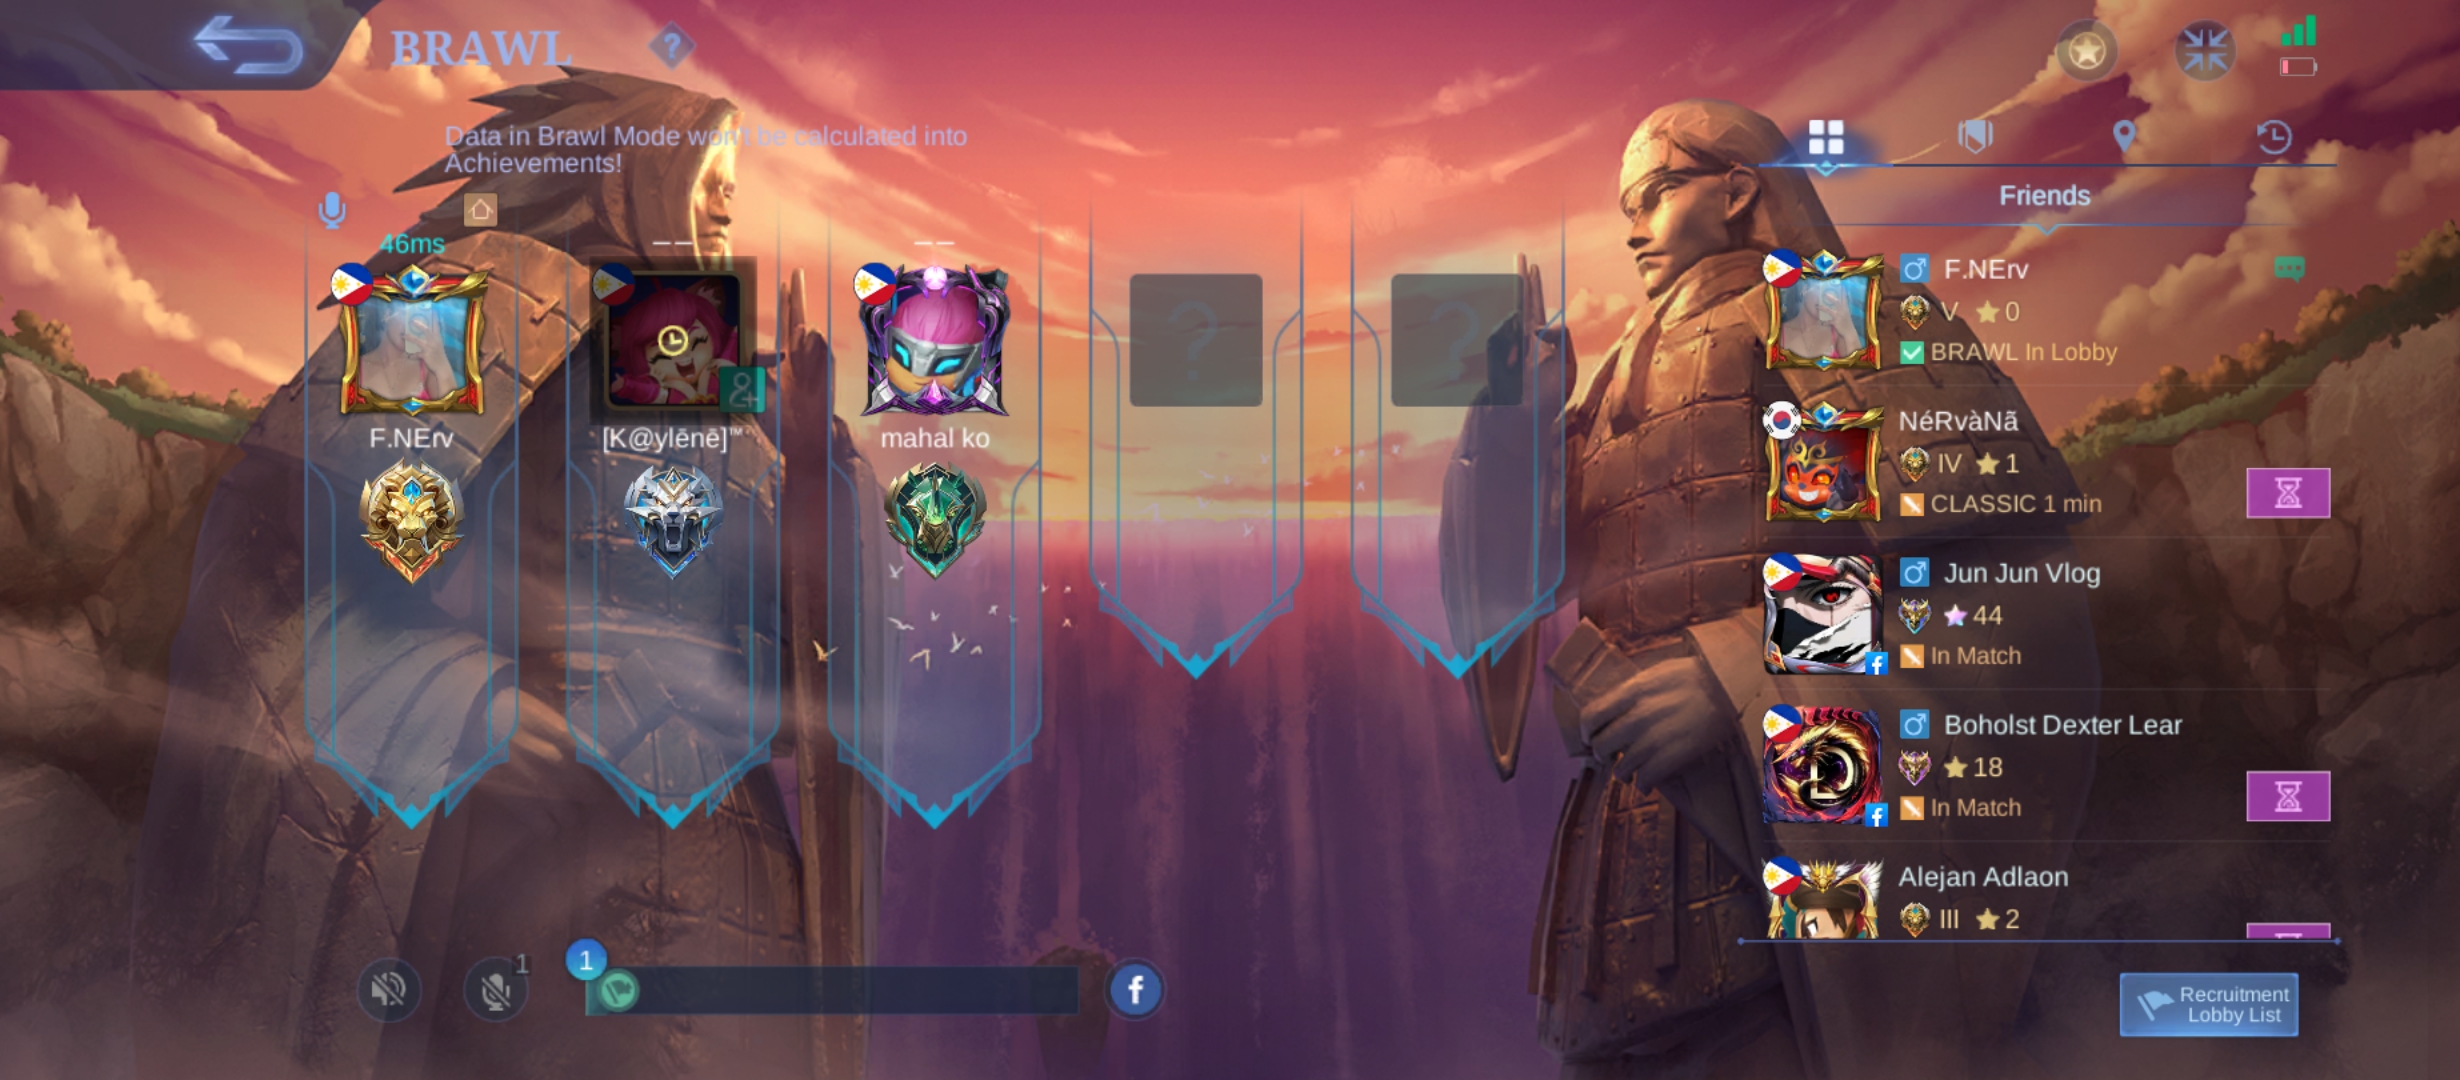 BRAWL
?
Data in Brawl Mode won't be calculated into
Achievements!
46ms
F.NErv
[K@ylēnē]™
mahal ko
?
?
Friends
F.NErv
V 0
BRAWL In Lobby
NéRvàNã
IV 1
CLASSIC 1 min
Jun Jun Vlog
44
In Match
Boholst Dexter Lear
18
In Match
Alejan Adlaon
III 2
1
1
Recruitment
Lobby List